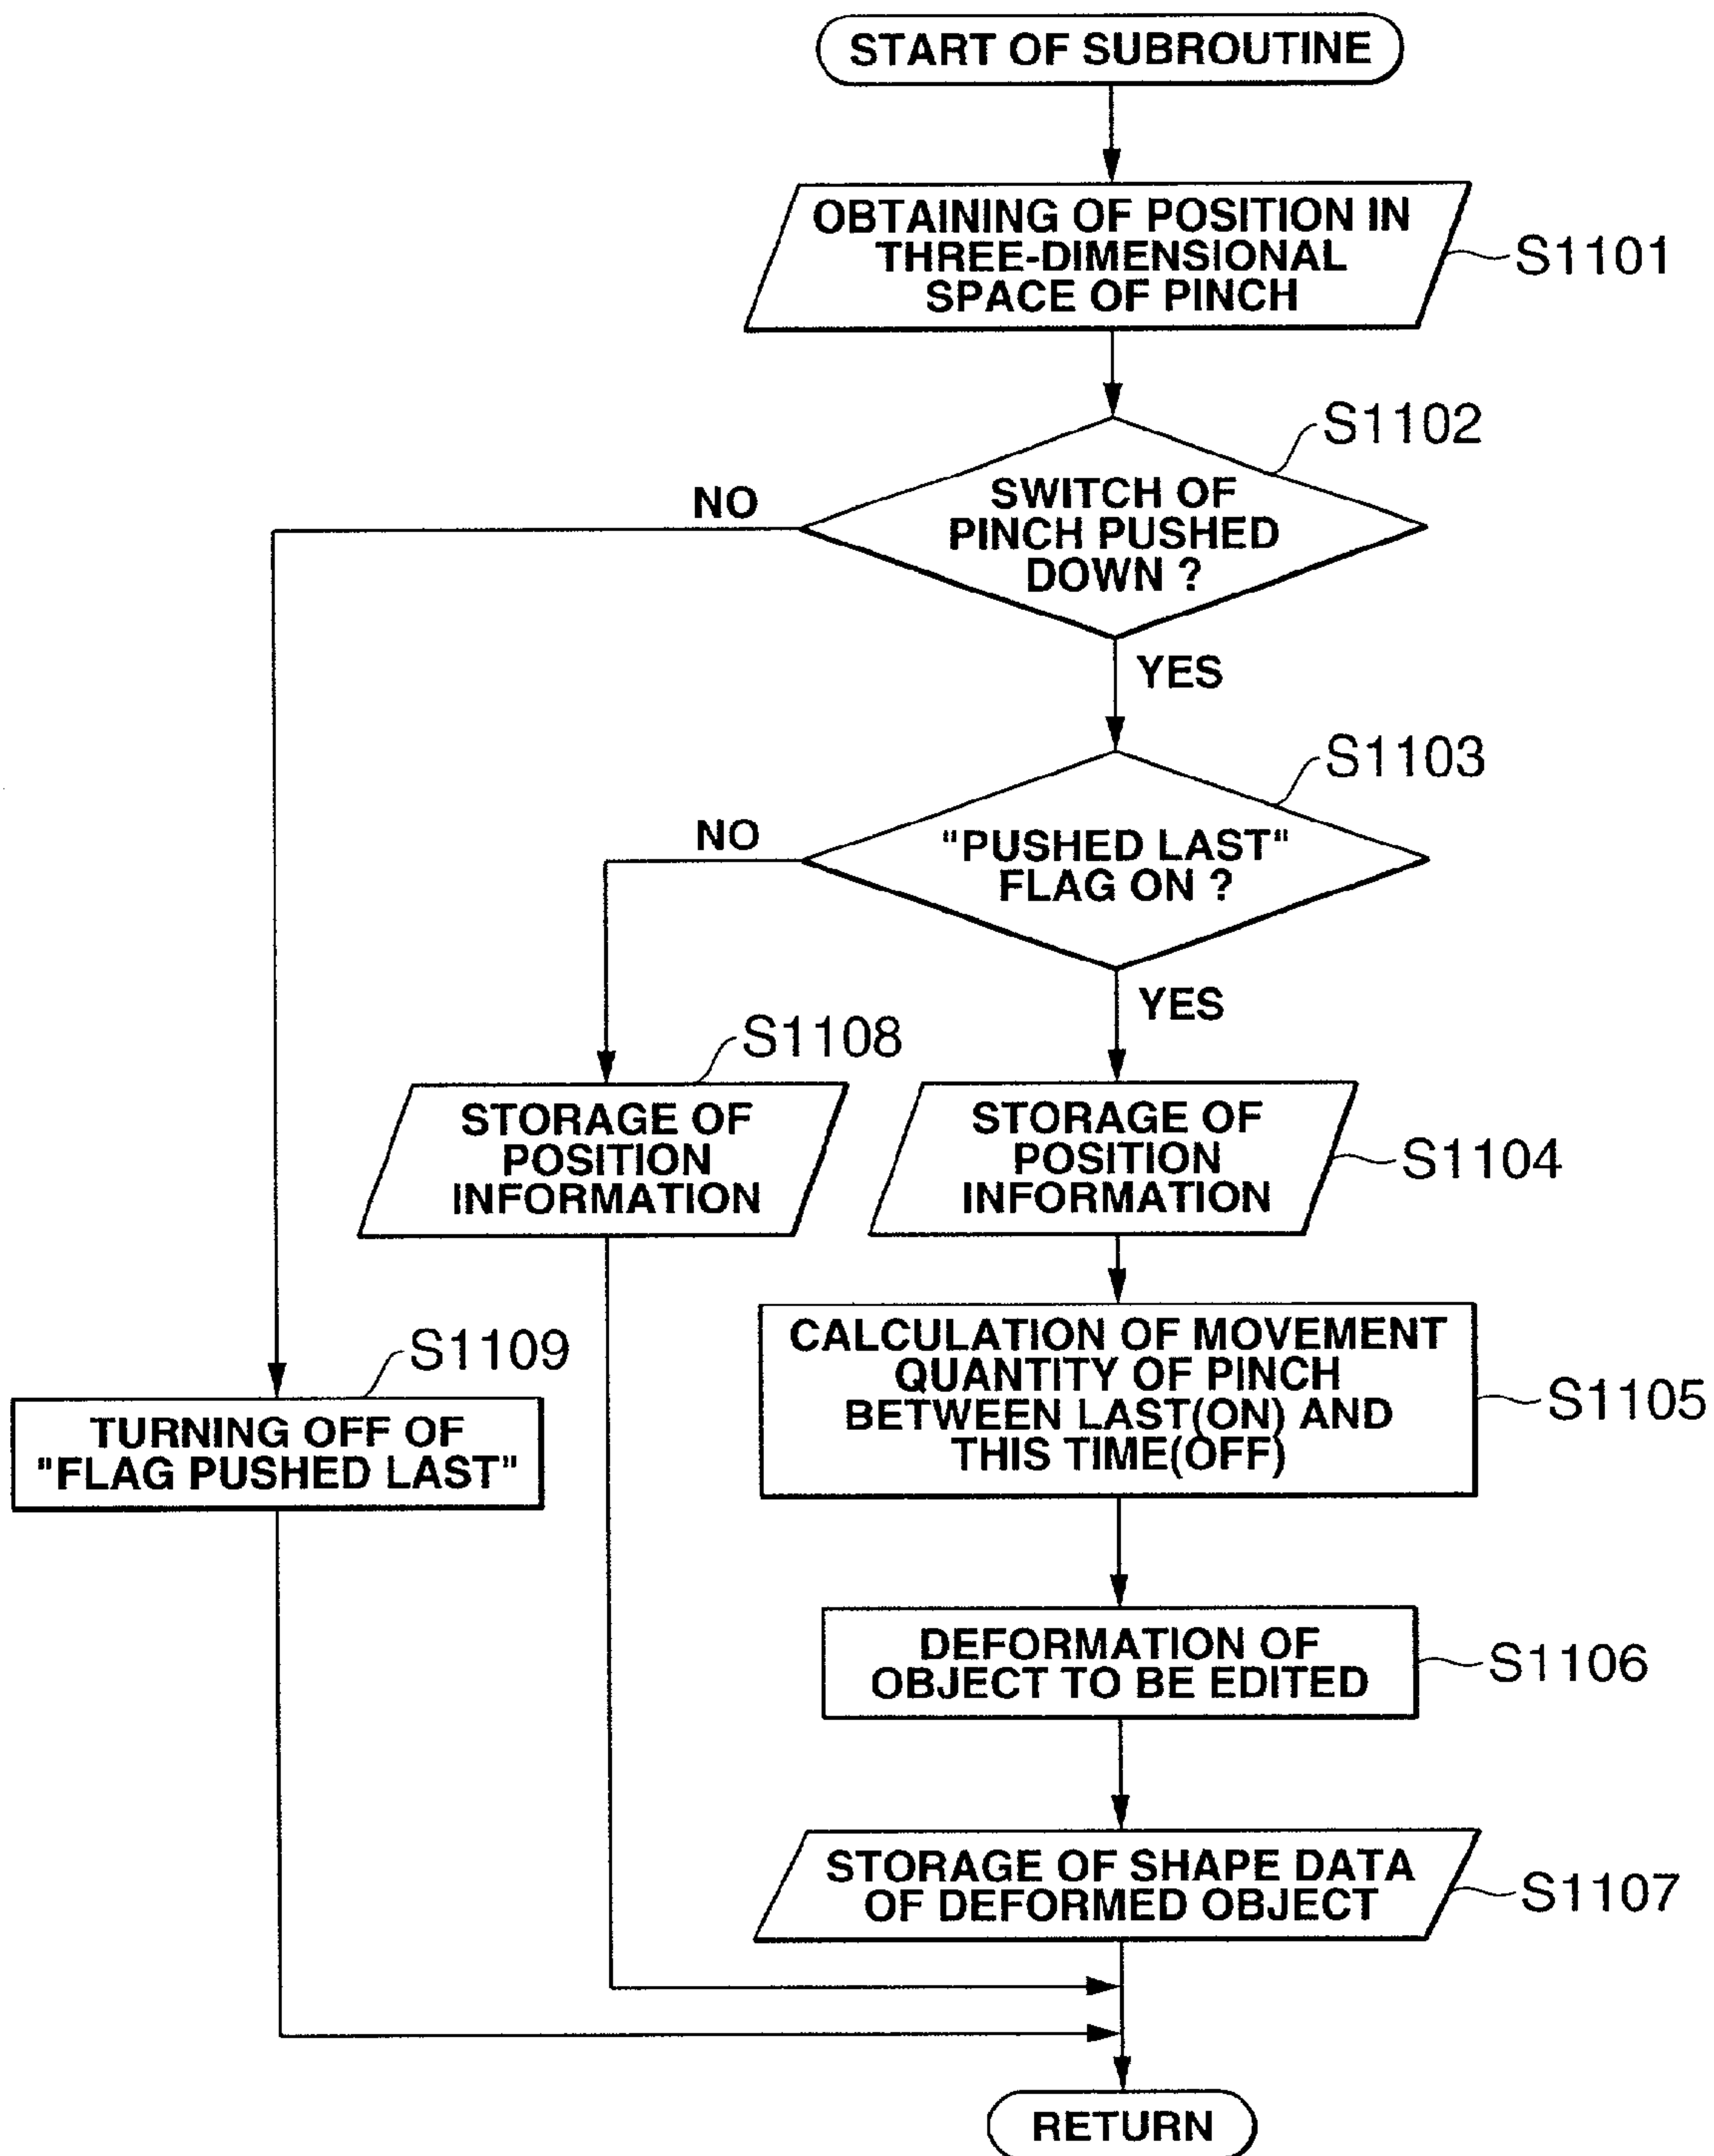 START OF SUBROUTINE
OBTAINING OF POSITION IN
THREE-DIMENSIONAL
SPACE OF PINCH
S1101
S1102
SWITCH OF
PINCH PUSHED
DOWN ?
NO
YES
S1103
"PUSHED LAST"
FLAG ON ?
NO
YES
S1108
STORAGE OF
POSITION
INFORMATION
STORAGE OF
POSITION
INFORMATION
S1104
CALCULATION OF MOVEMENT
QUANTITY OF PINCH
BETWEEN LAST(ON) AND
THIS TIME(OFF)
S1105
S1109
TURNING OFF OF
"FLAG PUSHED LAST"
DEFORMATION OF
OBJECT TO BE EDITED
S1106
STORAGE OF SHAPE DATA
OF DEFORMED OBJECT
S1107
RETURN